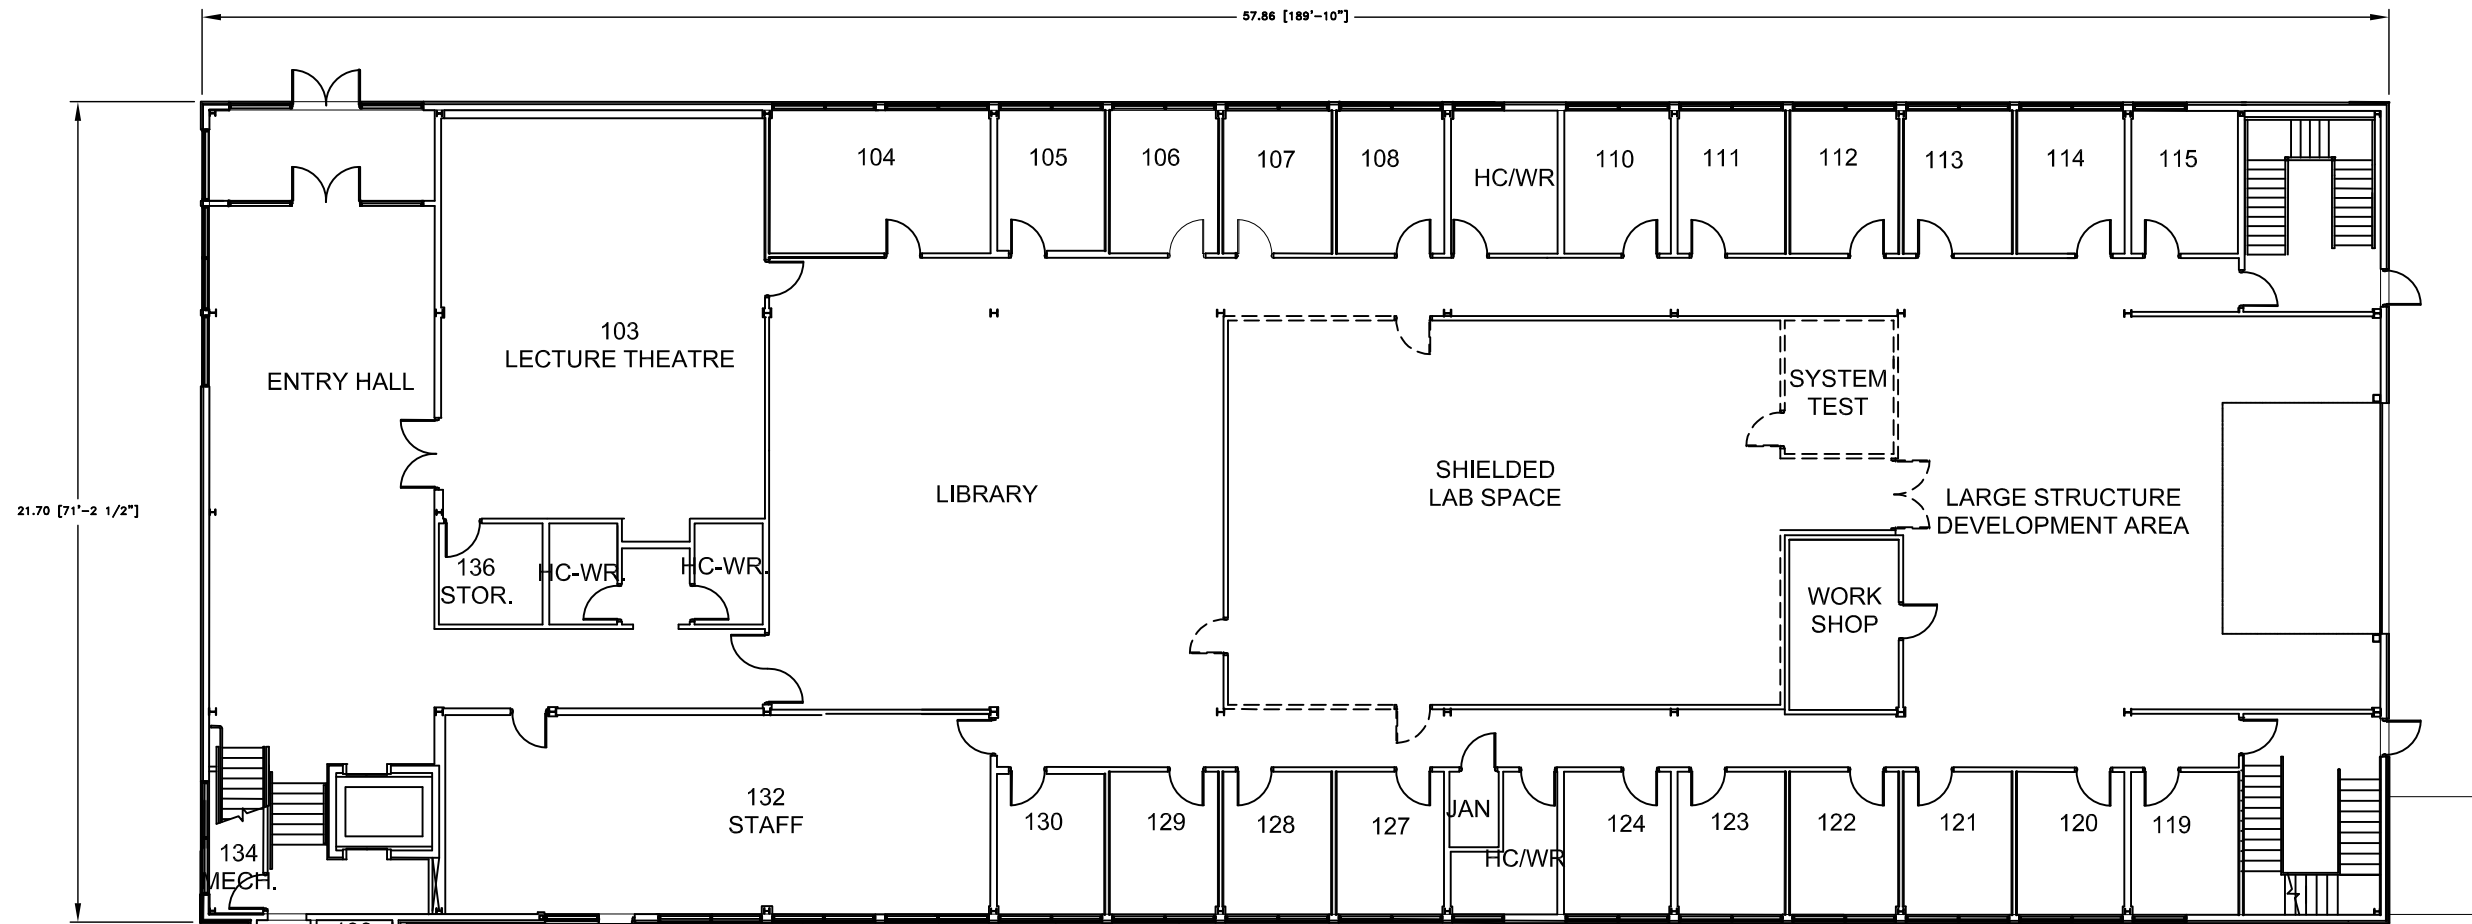 57.86 [189'-10"]
104
105
106
107
108
HC/WR
110
111
112
113
114
115
103
LECTURE THEATRE
ENTRY HALL
SYSTEM
TEST
LIBRARY
SHIELDED
LAB SPACE
LARGE STRUCTURE
DEVELOPMENT AREA
21.70 [71'-2 1/2"]
136
STOR.
HC-WR.
HC-WR.
WORK
SHOP
132
STAFF
130
129
128
127
JAN
HC/WR
124
123
122
121
120
119
134
MECH.